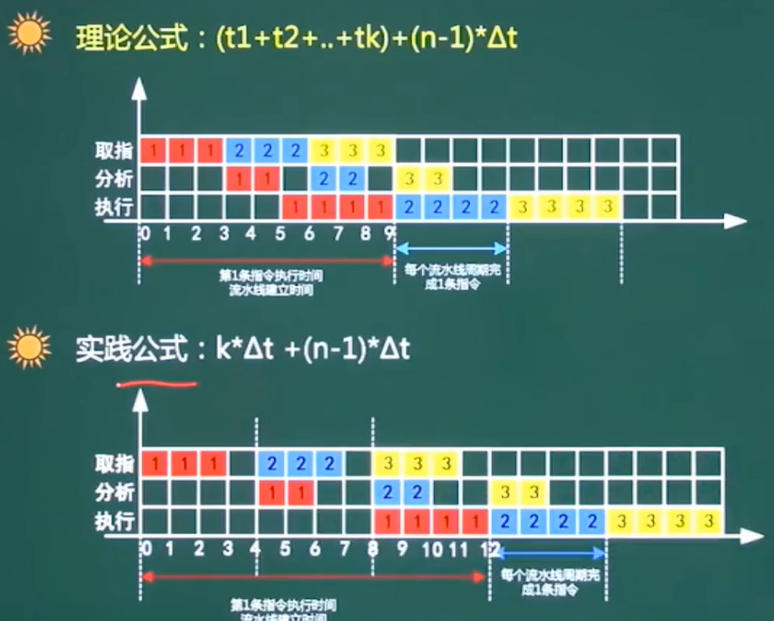 理论公式：(t1+t2+..+tk)+(n-1)*Δt
取指 1 1 1 2 2 2 3 3 3
分析 1 1 2 2 3 3
执行 1 1 1 1 2 2 2 2 3 3 3 3
0 1 2 3 4 5 6 7 8 9
第1条指令执行时间
流水线建立时间
每个流水线周期完
成1条指令
实践公式：k*Δt +(n-1)*Δt
取指 1 1 1 2 2 2 3 3 3
分析 1 1 2 2 3 3
执行 1 1 1 1 2 2 2 2 3 3 3 3
0 1 2 3 4 5 6 7 8 9 10 11 12
每个流水线周期完
成1条指令
第1条指令执行时间
流水线建立时间